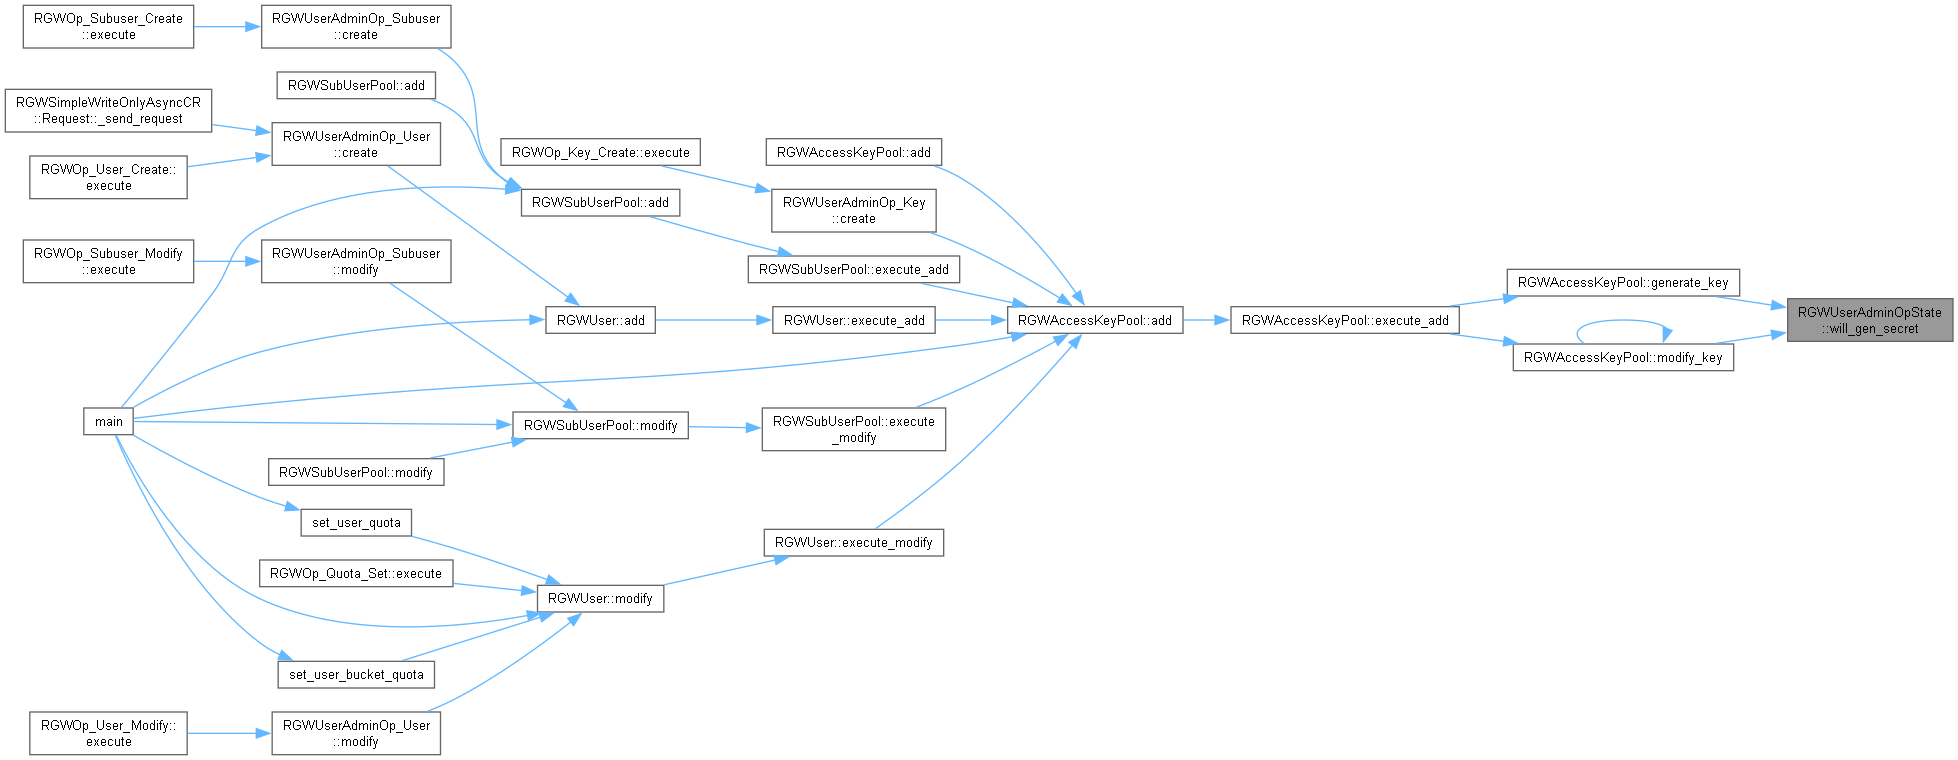 RGWOp_Subuser_Create
::execute
RGWUserAdminOp_Subuser
::create
RGWSubUserPool::add
RGWSimpleWriteOnlyAsyncCR
::Request::_send_request
RGWUserAdminOp_User
::create
RGWOp_User_Create::
execute
RGWOp_Key_Create::execute
RGWAccessKeyPool::add
RGWSubUserPool::add
RGWUserAdminOp_Key
::create
RGWOp_Subuser_Modify
::execute
RGWUserAdminOp_Subuser
::modify
RGWSubUserPool::execute_add
RGWAccessKeyPool::generate_key
RGWUser::add
RGWUser::execute_add
RGWAccessKeyPool::add
RGWAccessKeyPool::execute_add
RGWUserAdminOpState
::will_gen_secret
RGWAccessKeyPool::modify_key
main
RGWSubUserPool::modify
RGWSubUserPool::execute
_modify
RGWSubUserPool::modify
set_user_quota
RGWUser::execute_modify
RGWOp_Quota_Set::execute
RGWUser::modify
set_user_bucket_quota
RGWOp_User_Modify::
execute
RGWUserAdminOp_User
::modify